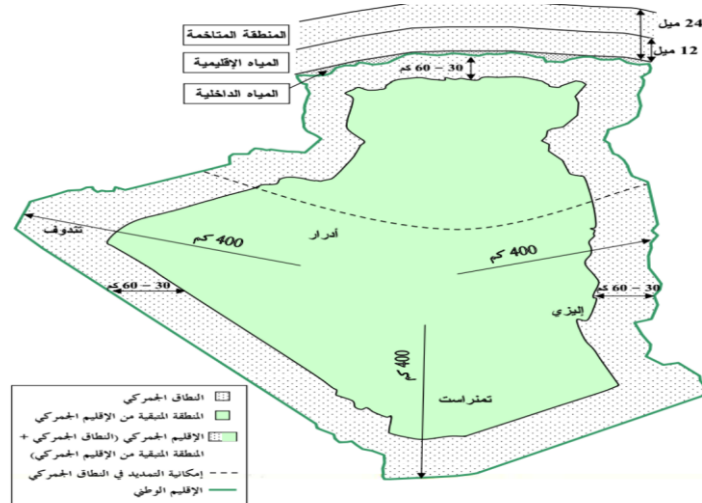 24 ميل
المنطقة المتاخمة
12 ميل
المياه الإقليمية
30 – 60 كم
المياه الداخلية
أدرار
تندوف
400 كم
400 كم
30 – 60 كم
30 – 60 كم
إليزي
400 كم
تمنراست
النطاق الجمركي
المنطقة المتبقية من الإقليم الجمركي
الإقليم الجمركي (النطاق الجمركي +
المنطقة المتبقية من الإقليم الجمركي)
إمكانية التمديد في النطاق الجمركي
الإقليم الوطني